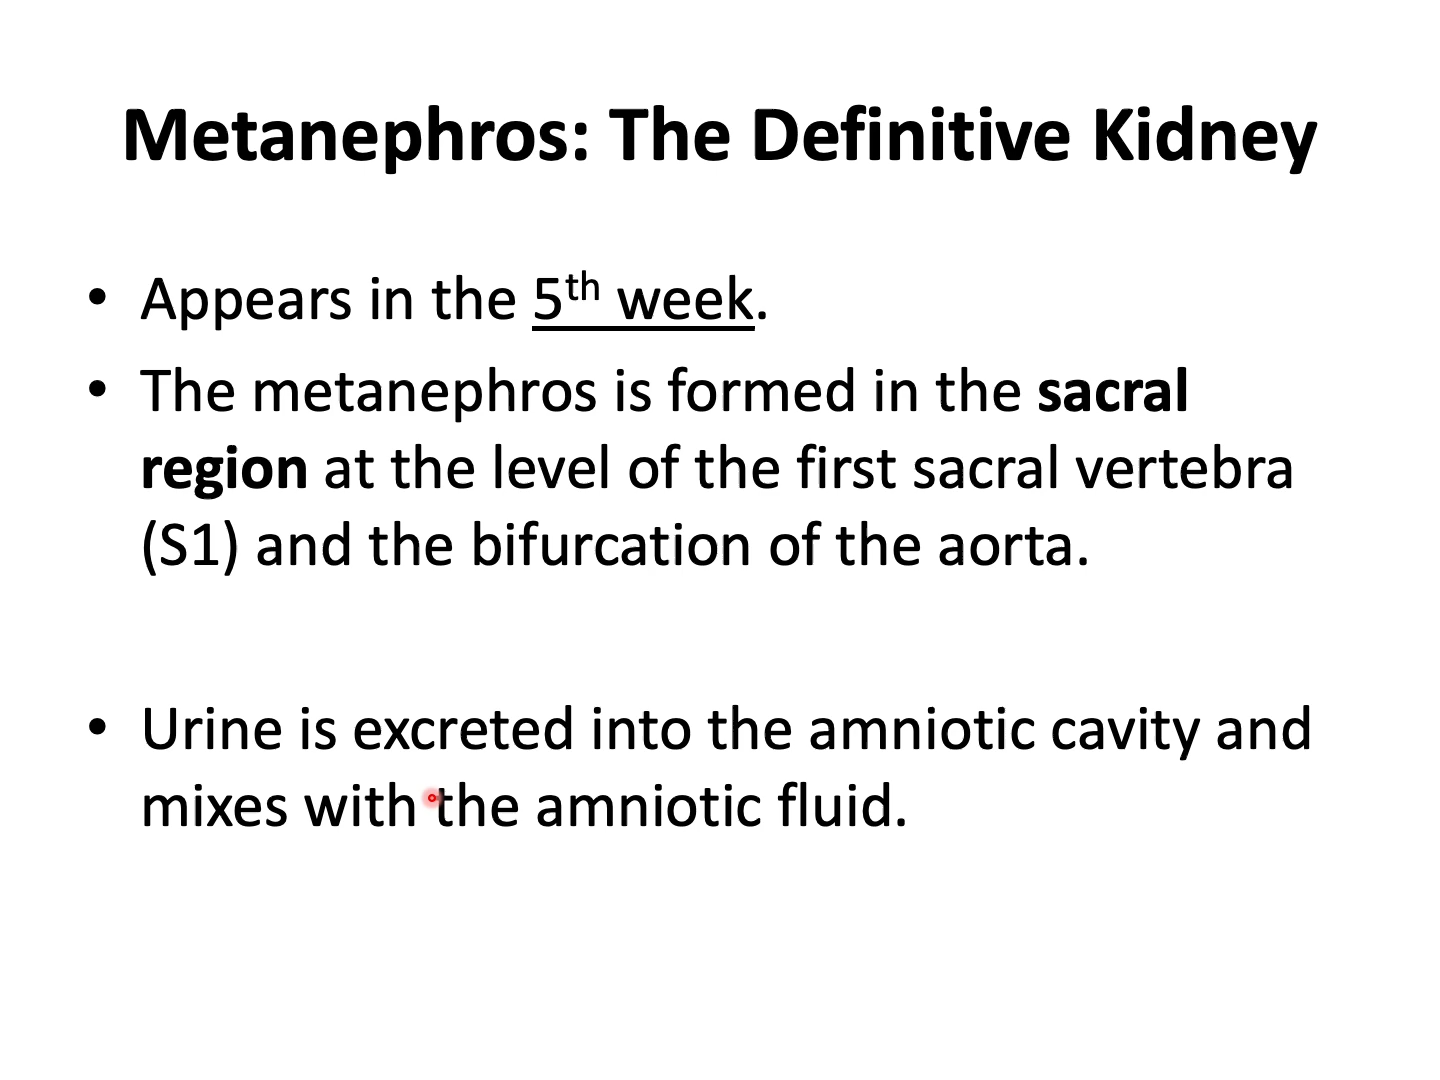 Metanephros: The Definitive Kidney
• Appears in the 5th week.
• The metanephros is formed in the sacral
region at the level of the first sacral vertebra
(S1) and the bifurcation of the aorta.
• Urine is excreted into the amniotic cavity and
mixes with the amniotic fluid.